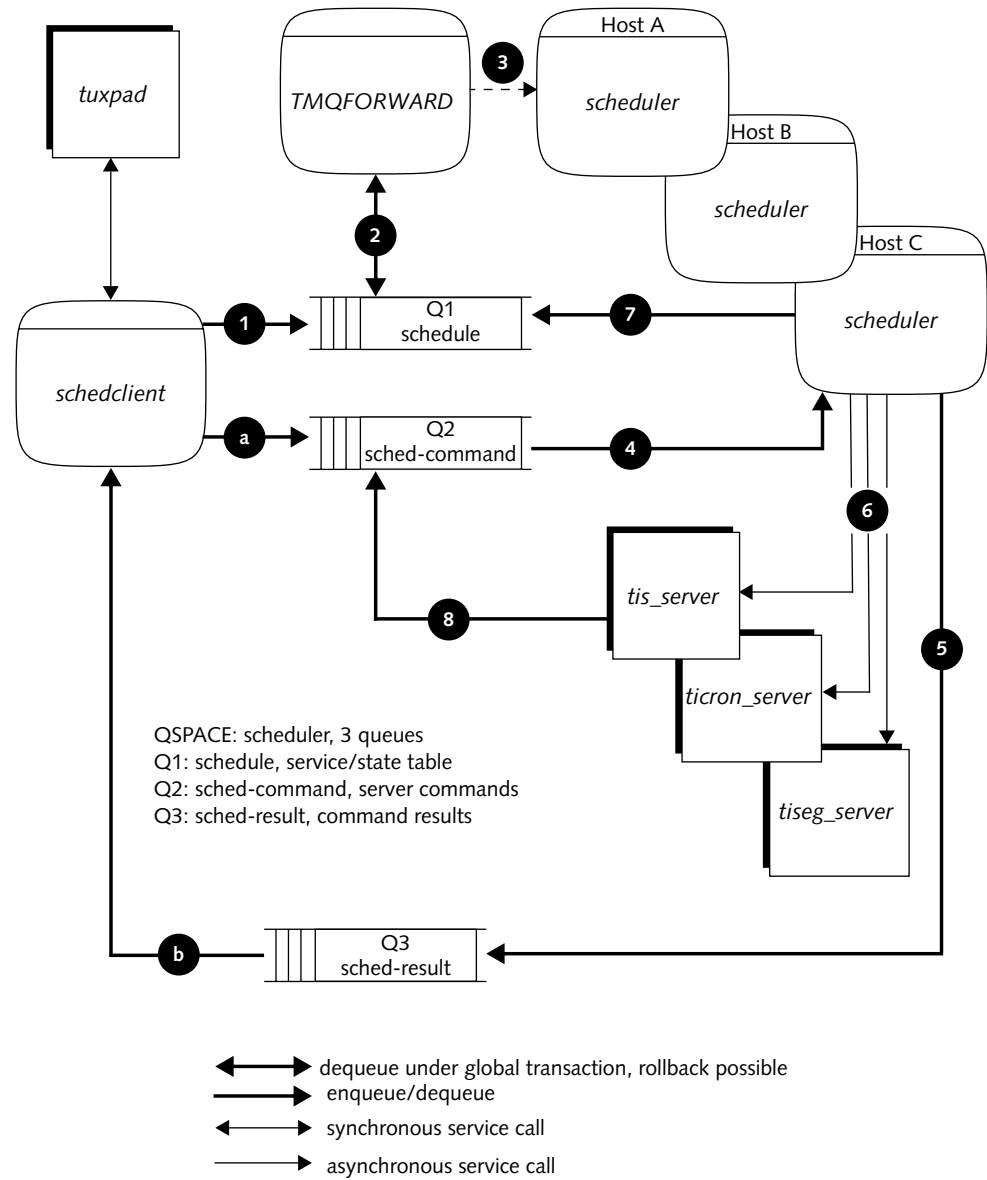 tuxpad
TMQFORWARD
3
Host A
scheduler
Host B
scheduler
Host C
scheduler
2
1
Q1
schedule
7
schedclient
a
Q2
sched-command
4
6
tis_server
8
5
ticron_server
tiseg_server
QSPACE: scheduler, 3 queues
Q1: schedule, service/state table
Q2: sched-command, server commands
Q3: sched-result, command results
b
Q3
sched-result
dequeue under global transaction, rollback possible
enqueue/dequeue
synchronous service call
asynchronous service call